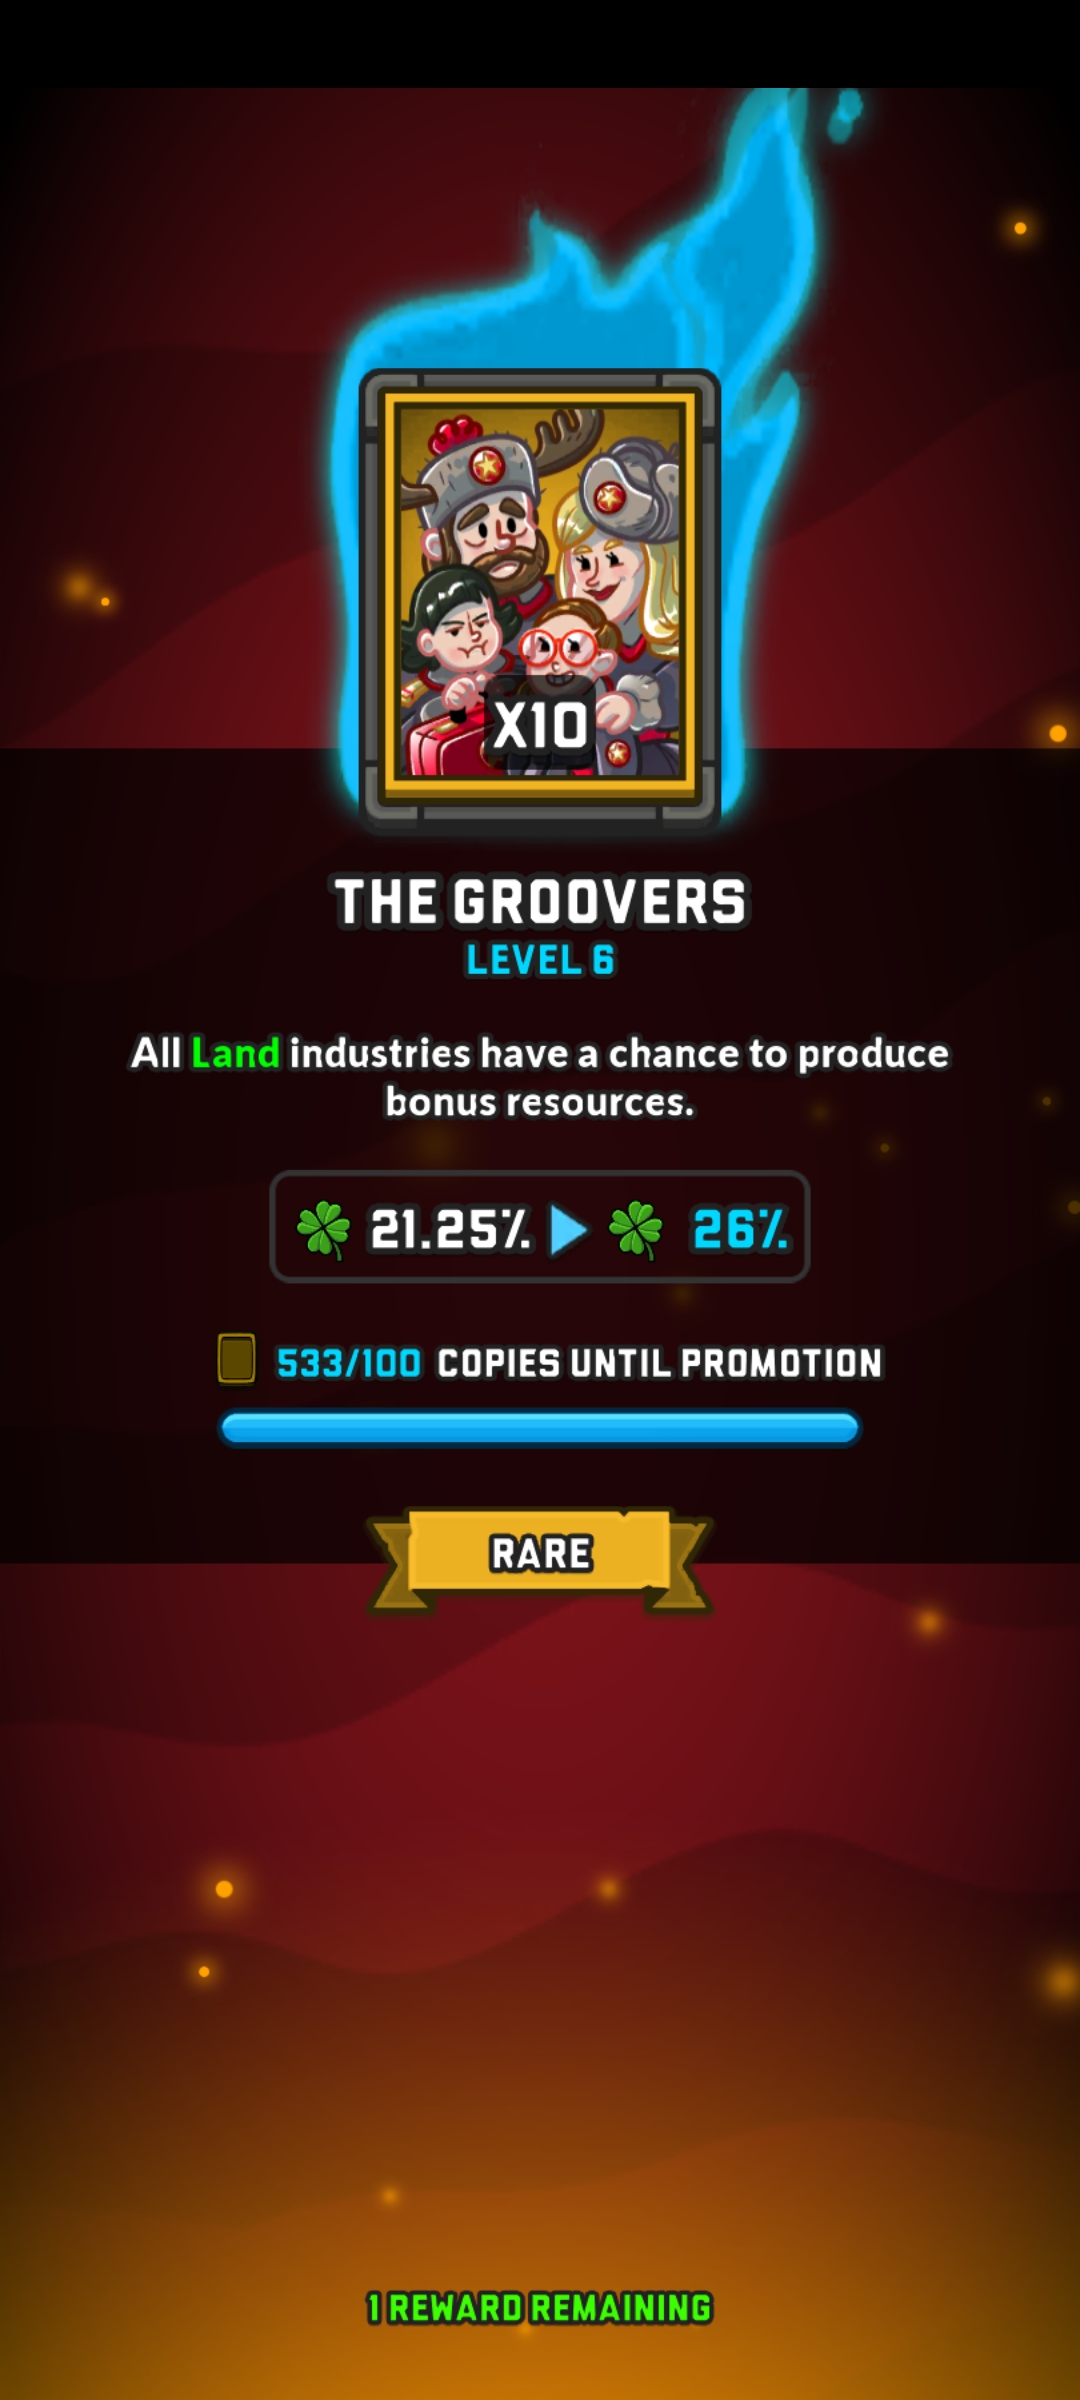 X10
THE GROOVERS
LEVEL 6
All Land industries have a chance to produce
bonus resources.
21.25% 26%
533/100 COPIES UNTIL PROMOTION
RARE
1 REWARD REMAINING